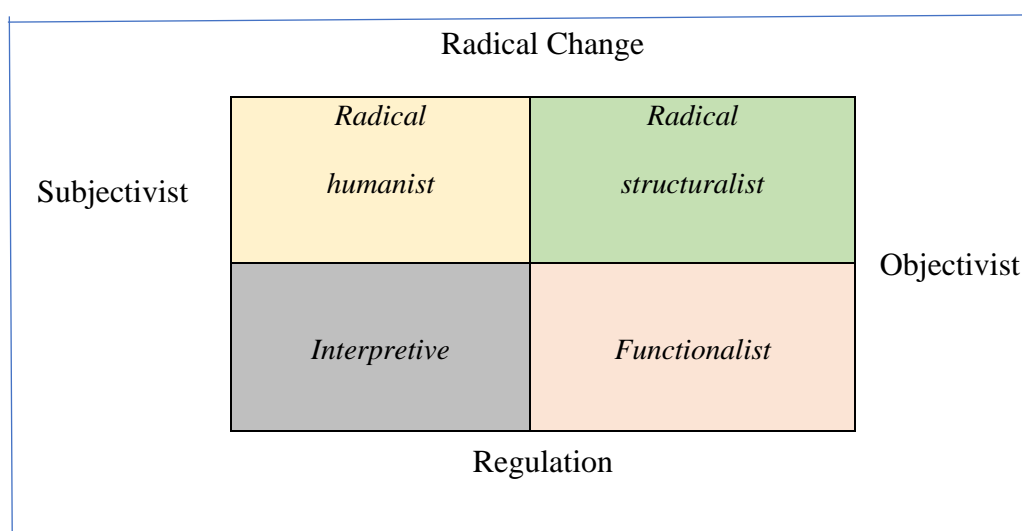 Radical Change
Radical
humanist
Radical
structuralist
Subjectivist
Objectivist
Interpretive
Functionalist
Regulation